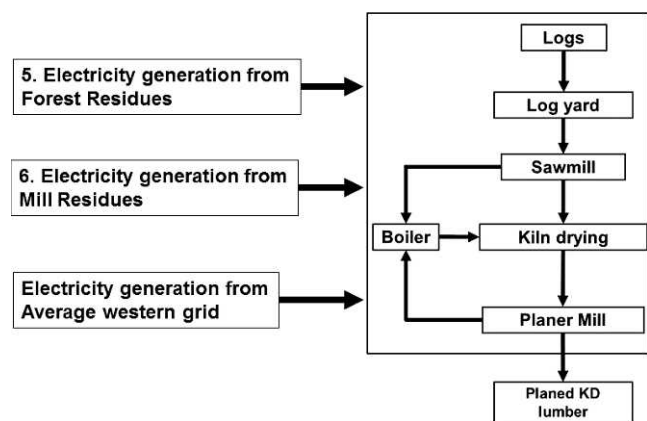 Logs
5. Electricity generation from
Forest Residues
Log yard
6. Electricity generation from
Mill Residues
Sawmill
Boiler
Kiln drying
Electricity generation from
Average western grid
Planer Mill
Planed KD
lumber